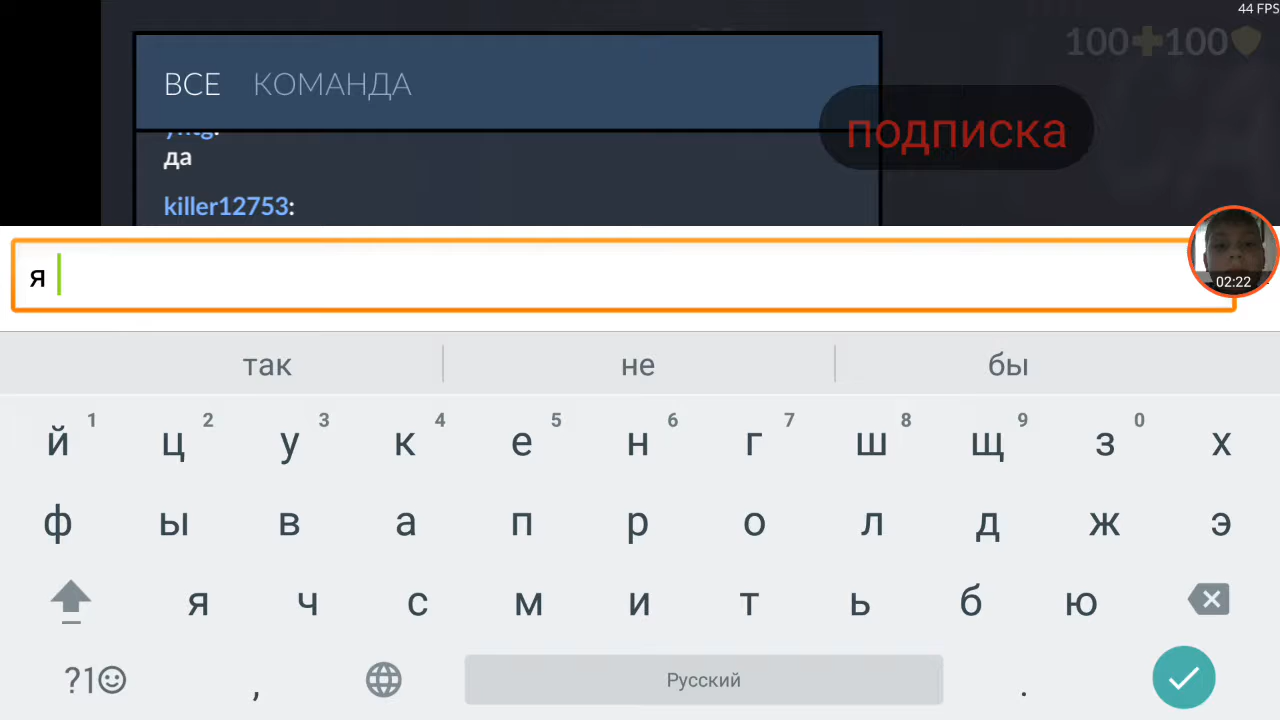 44 FPS
100 100
ВСЕ КОМАНДА
подписка
да
killer12753:
я
02:22
так не бы
1 2 3 4 5 6 7 8 9 0
й ц у к е н г ш щ з х
ф ы в а п р о л д ж э
я ч с м и т ь б ю
?1 , Русский .